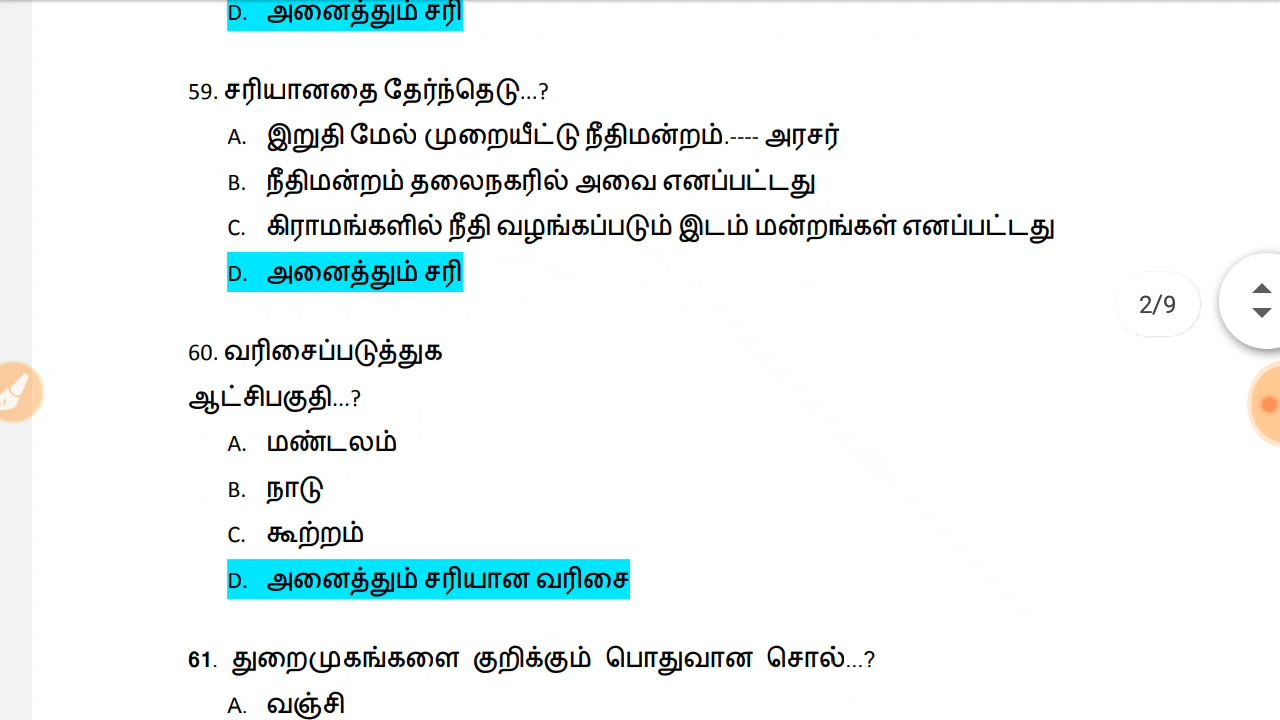 D. அனைத்தும் சரி
59. சரியானதை தேர்ந்தெடு...?
A. இறுதி மேல் முறையீட்டு நீதிமன்றம்.---- அரசர்
B. நீதிமன்றம் தலைநகரில் அவை எனப்பட்டது
C. கிராமங்களில் நீதி வழங்கப்படும் இடம் மன்றங்கள் எனப்பட்டது
D. அனைத்தும் சரி
2/9
60. வரிசைப்படுத்துக
ஆட்சிபகுதி...?
A. மண்டலம்
B. நாடு
C. கூற்றம்
D. அனைத்தும் சரியான வரிசை
61. துறைமுகங்களை குறிக்கும் பொதுவான சொல்...?
A. வஞ்சி